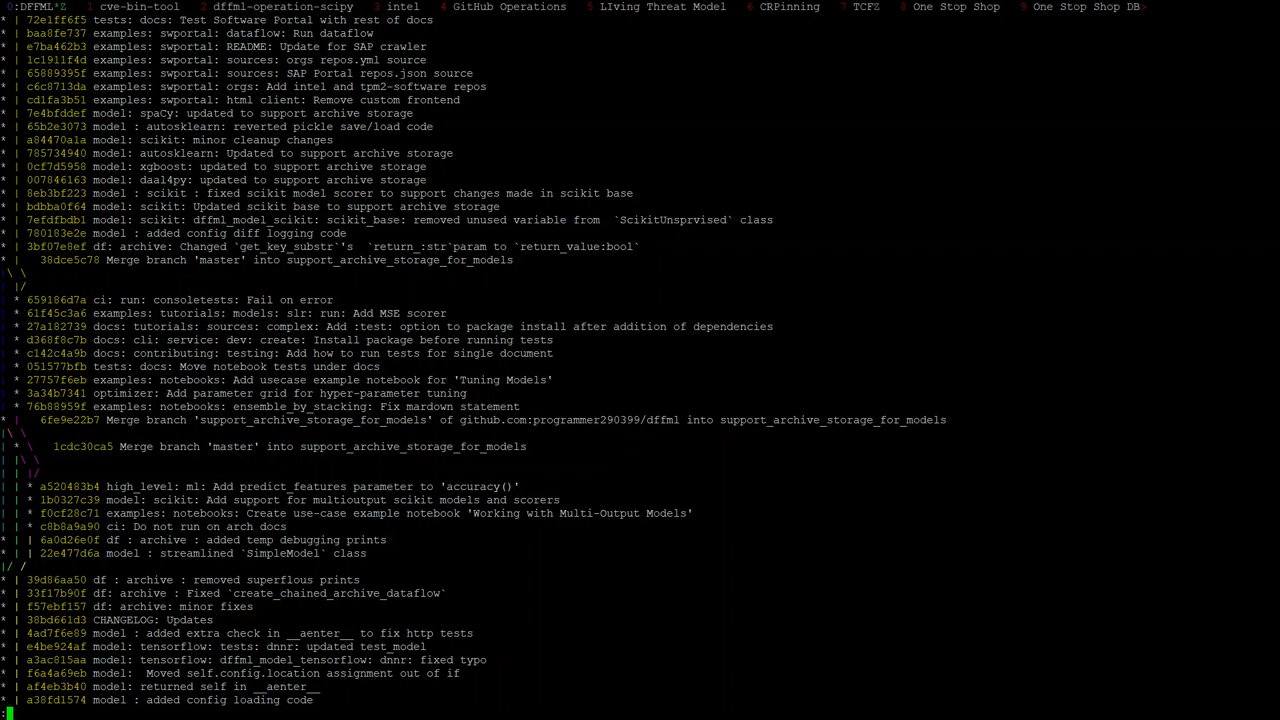 0:DFFML*Z  1 cve-bin-tool  2 dffml-operation-scipy  3 intel  4 GitHub Operations  5 LIving Threat Model  6 CRPinning  7 TCFZ  8 One Stop Shop  9 One Stop Shop DB>
* | 72e1ff6f5 tests: docs: Test Software Portal with rest of docs
* | baa8fe737 examples: swportal: dataflow: Run dataflow
* | e7ba462b3 examples: swportal: README: Update for SAP crawler
* | 1c1911f4d examples: swportal: sources: orgs repos.yml source
* | 65889395f examples: swportal: sources: SAP Portal repos.json source
* | c6c8713da examples: swportal: orgs: Add intel and tpm2-software repos
* | cd1fa3b51 examples: swportal: html client: Remove custom frontend
* | 7e4bfddef model: spaCy: updated to support archive storage
* | 65b2e3073 model : autosklearn: reverted pickle save/load code
* | a84470a1a model: scikit: minor cleanup changes
* | 785734940 model: autosklearn: Updated to support archive storage
* | 0cf7d5958 model: xgboost: updated to support archive storage
* | 007846163 model: daal4py: updated to support archive storage
* | 8eb3bf223 model : scikit : fixed scikit model scorer to support changes made in scikit base
* | bdbba0f64 model: scikit: Updated scikit base to support archive storage
* | 7efdfbdb1 model: scikit: dffml_model_scikit: scikit_base: removed unused variable from  `ScikitUnsprvised` class
* | 780183e2e model : added config diff logging code
* | 3bf07e8ef df: archive: Changed `get_key_substr`'s  `return_:str`param to `return_value:bool`
* |   38dce5c78 Merge branch 'master' into support_archive_storage_for_models
|\ \
| |/
| * 659186d7a ci: run: consoletests: Fail on error
| * 61f45c3a6 examples: tutorials: models: slr: run: Add MSE scorer
| * 27a182739 docs: tutorials: sources: complex: Add :test: option to package install after addition of dependencies
| * d368f8c7b docs: cli: service: dev: create: Install package before running tests
| * c142c4a9b docs: contributing: testing: Add how to run tests for single document
| * 051577bfb tests: docs: Move notebook tests under docs
| * 27757f6eb examples: notebooks: Add usecase example notebook for 'Tuning Models'
| * 3a34b7341 optimizer: Add parameter grid for hyper-parameter tuning
| * 76b88959f examples: notebooks: ensemble_by_stacking: Fix mardown statement
* |   6fe9e22b7 Merge branch 'support_archive_storage_for_models' of github.com:programmer290399/dffml into support_archive_storage_for_models
|\ \
| * \   1cdc30ca5 Merge branch 'master' into support_archive_storage_for_models
| |\ \
| | |/
| | * a520483b4 high_level: ml: Add predict_features parameter to 'accuracy()'
| | * 1b0327c39 model: scikit: Add support for multioutput scikit models and scorers
| | * f0cf28c71 examples: notebooks: Create use-case example notebook 'Working with Multi-Output Models'
| | * c8b8a9a90 ci: Do not run on arch docs
* | | 6a0d26e0f df : archive : added temp debugging prints
* | | 22e477d6a model : streamlined `SimpleModel` class
|/ /
* | 39d86aa50 df : archive : removed superflous prints
* | 33f17b90f df: archive : Fixed `create_chained_archive_dataflow`
* | f57ebf157 df: archive: minor fixes
* | 38bd661d3 CHANGELOG: Updates
* | 4ad7f6e89 model : added extra check in __aenter__ to fix http tests
* | e4be924af model: tensorflow: tests: dnnr: updated test_model
* | a3ac815aa model: tensorflow: dffml_model_tensorflow: dnnr: fixed typo
* | f6a4a69eb model:  Moved self.config.location assignment out of if
* | af4eb3b40 model: returned self in __aenter__
* | a38fd1574 model : added config loading code
: